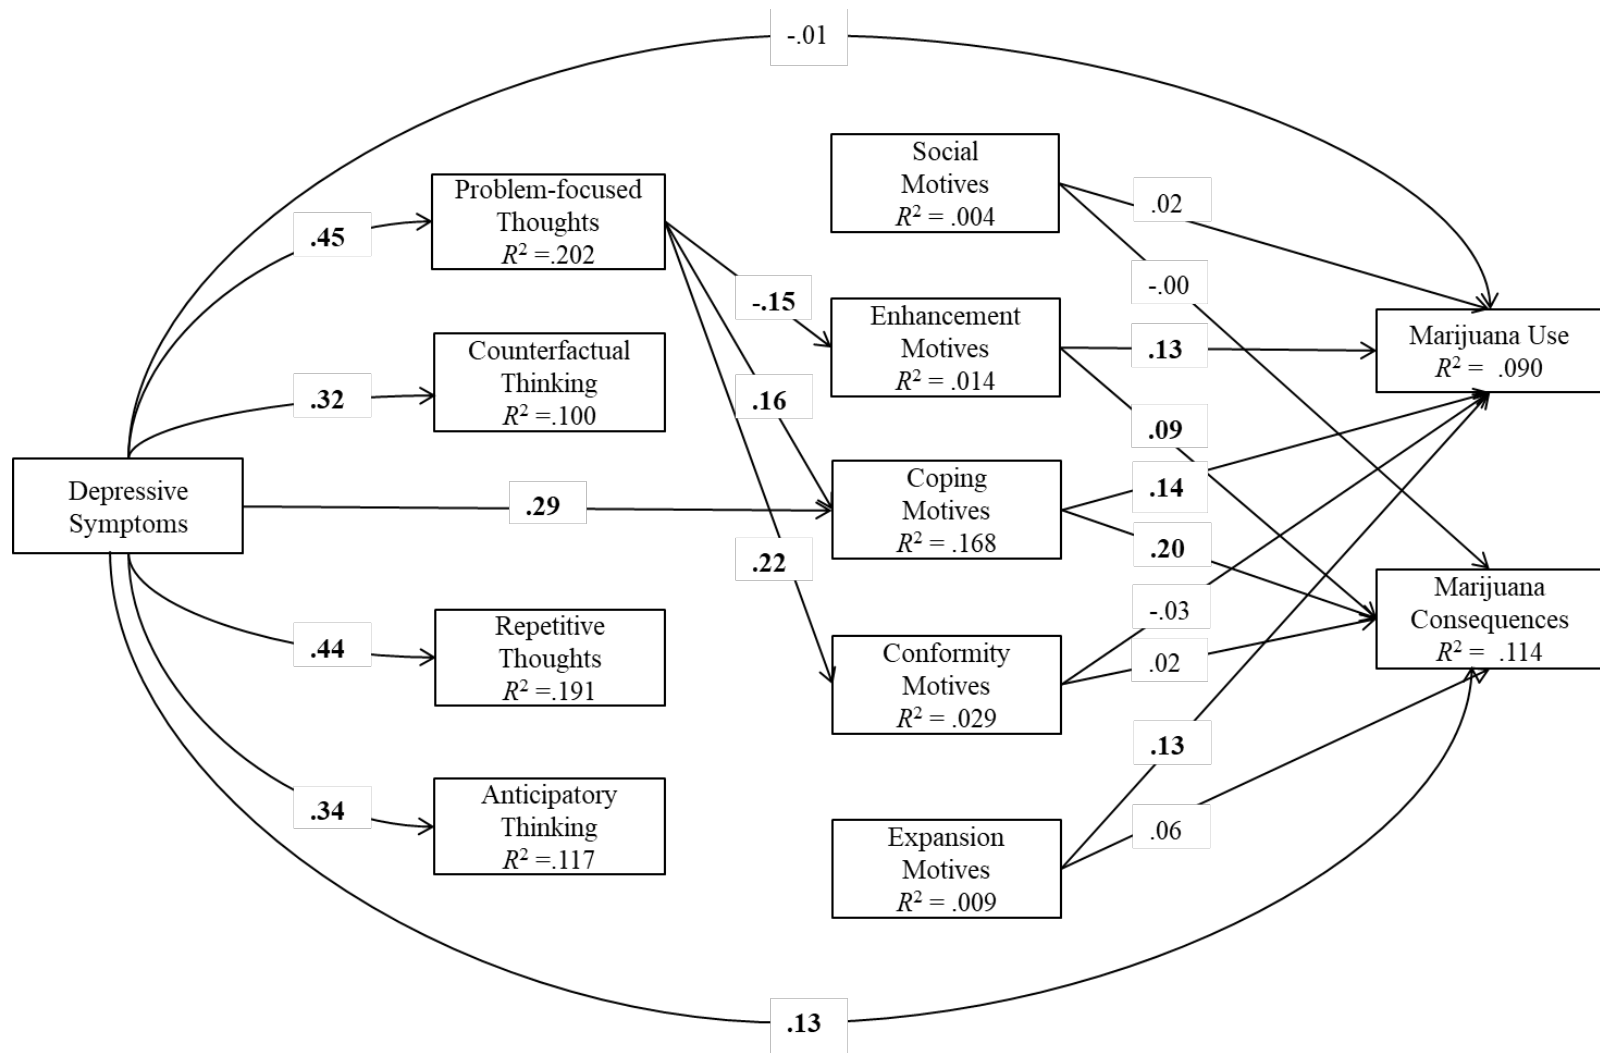 -.01
Social
Motives
R² = .004
Problem-focused
Thoughts
R² =.202
.02
.45
-.00
-.15
Enhancement
Motives
R² = .014
Marijuana Use
R² =  .090
Counterfactual
Thinking
R² =.100
.13
.32
.16
.09
Depressive
Symptoms
.29
Coping
Motives
R² = .168
.14
.20
.22
Marijuana
Consequences
R² =  .114
-.03
Repetitive
Thoughts
R² =.191
.44
Conformity
Motives
R² = .029
.02
.13
Anticipatory
Thinking
R² =.117
.34
Expansion
Motives
R² = .009
.06
.13